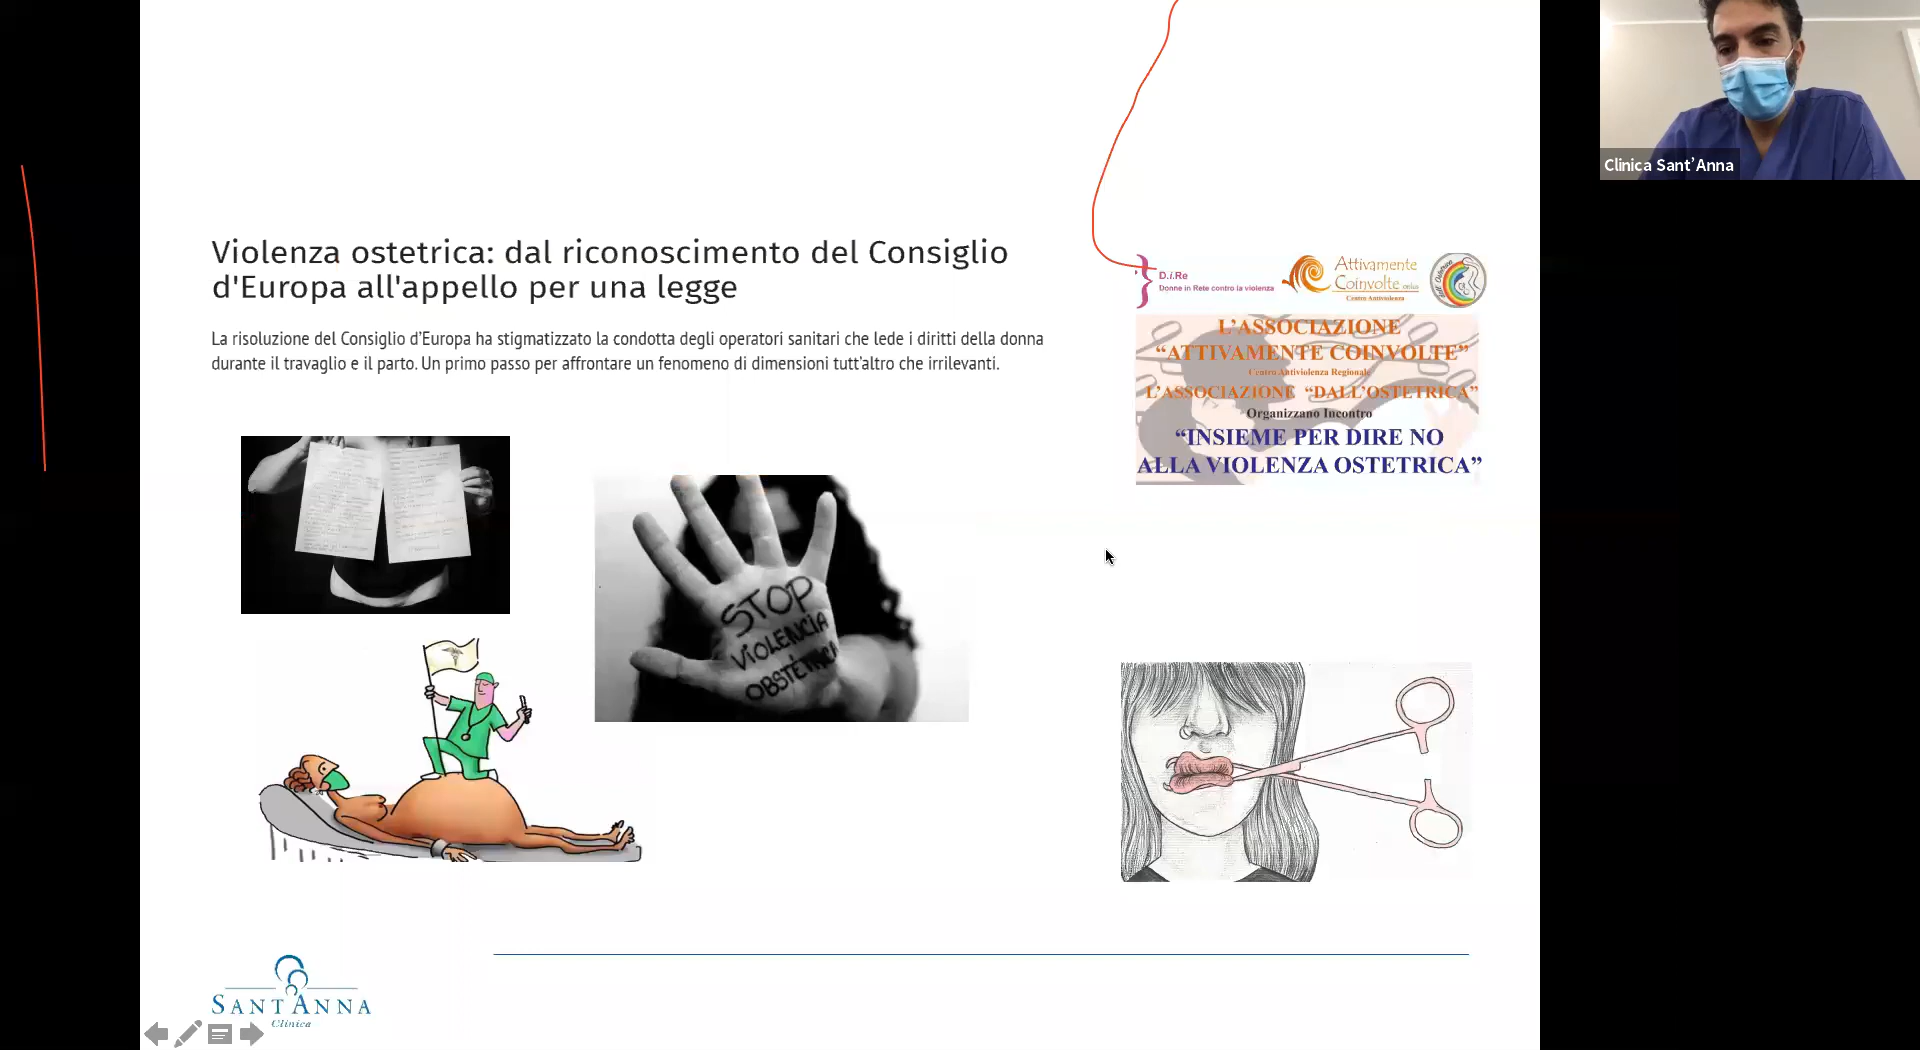 Violenza ostetrica: dal riconoscimento del Consiglio
d'Europa all'appello per una legge
La risoluzione del Consiglio d'Europa ha stigmatizzato la condotta degli operatori sanitari che lede i diritti della donna
durante il travaglio e il parto. Un primo passo per affrontare un fenomeno di dimensioni tutt'altro che irrilevanti.
D.i.Re
Donne in Rete contro la violenza
Attivamente
Coinvolte onlus
Centro Antiviolenza
L'ASSOCIAZIONE
“ATTIVAMENTE COINVOLTE”
Centro Antiviolenza Regionale
L'ASSOCIAZIONE “DALL'OSTETRICA”
Organizzano Incontro
“INSIEME PER DIRE NO
ALLA VIOLENZA OSTETRICA”
STOP
VIOLENCIA
OBSTÉTRICA
SANT'ANNA
Clinica
Clinica Sant'Anna